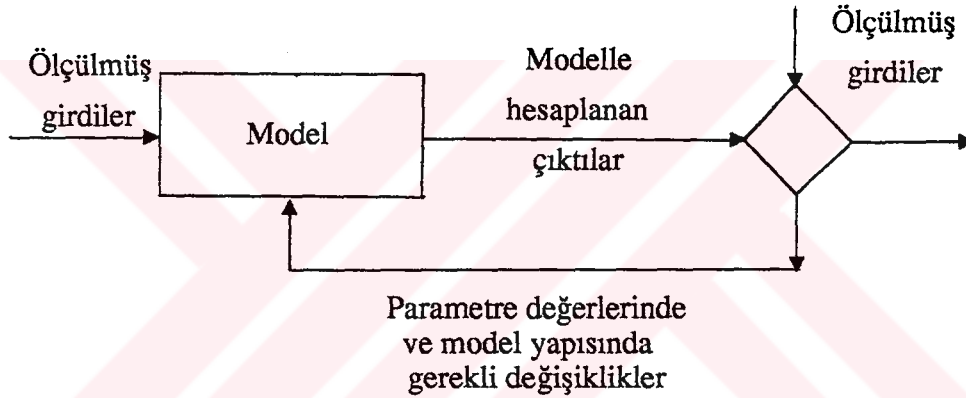 Ölçülmüş
girdiler
Model
Modelle
hesaplanan
çıktılar
Ölçülmüş
girdiler
Parametre değerlerinde
ve model yapısında
gerekli değişiklikler